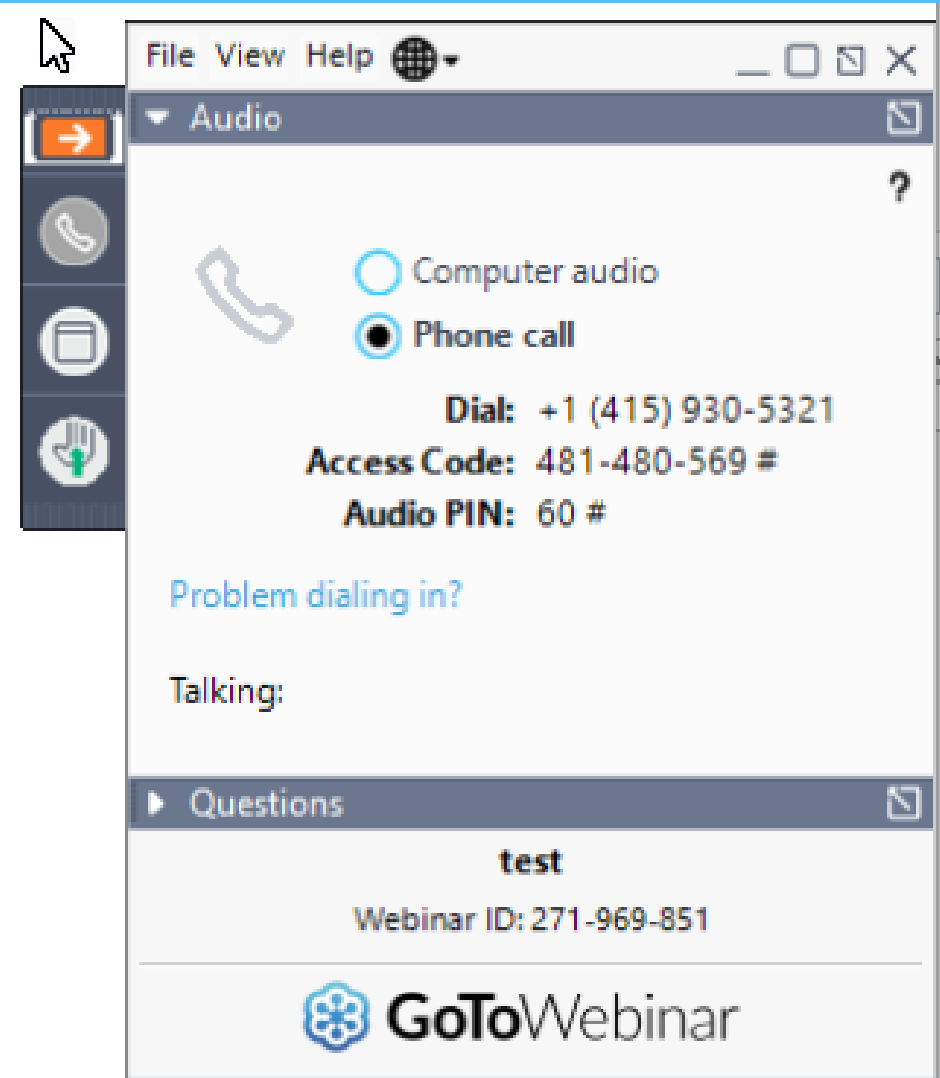 File View Help
Audio
?
Computer audio
Phone call
Dial: +1 (415) 930-5321
Access Code: 481-480-569 #
Audio PIN: 60 #
Problem dialing in?
Talking:
Questions
test
Webinar ID: 271-969-851
GoToWebinar